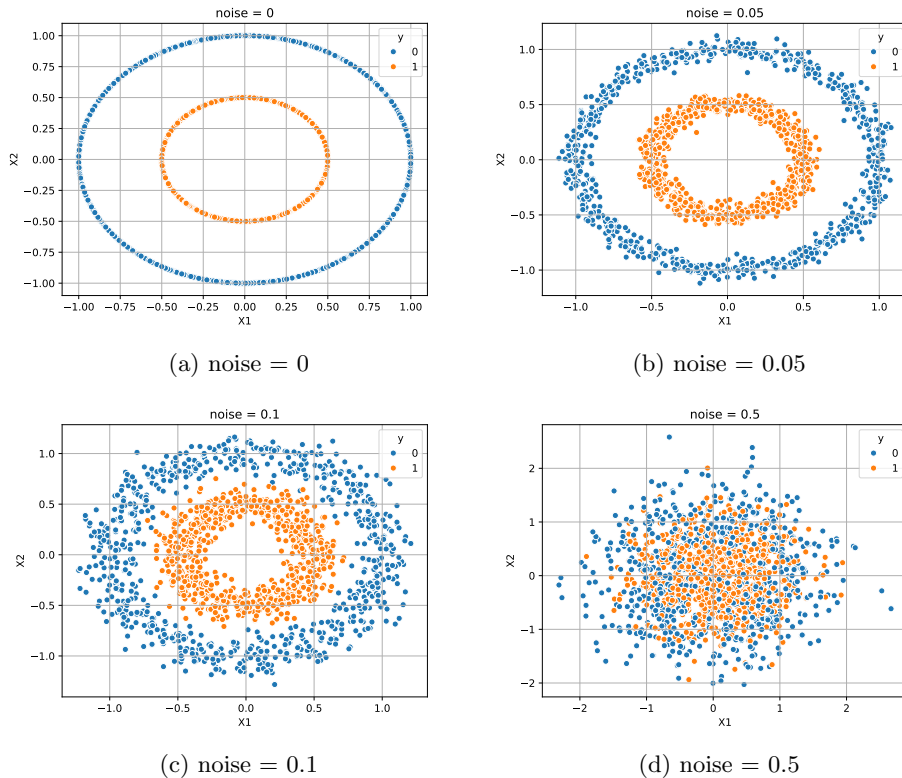 noise = 0
y
0
1
X2
1.00
0.75
0.50
0.25
0.00
−0.25
−0.50
−0.75
−1.00
−1.00 −0.75 −0.50 −0.25 0.00 0.25 0.50 0.75 1.00
X1
(a) noise = 0
noise = 0.05
y
0
1
X2
1.0
0.5
0.0
−0.5
−1.0
−1.0 −0.5 0.0 0.5 1.0
X1
(b) noise = 0.05
noise = 0.1
y
0
1
X2
1.0
0.5
0.0
−0.5
−1.0
−1.0 −0.5 0.0 0.5 1.0
X1
(c) noise = 0.1
noise = 0.5
y
0
1
X2
2
1
0
−1
−2
−2 −1 0 1 2
X1
(d) noise = 0.5